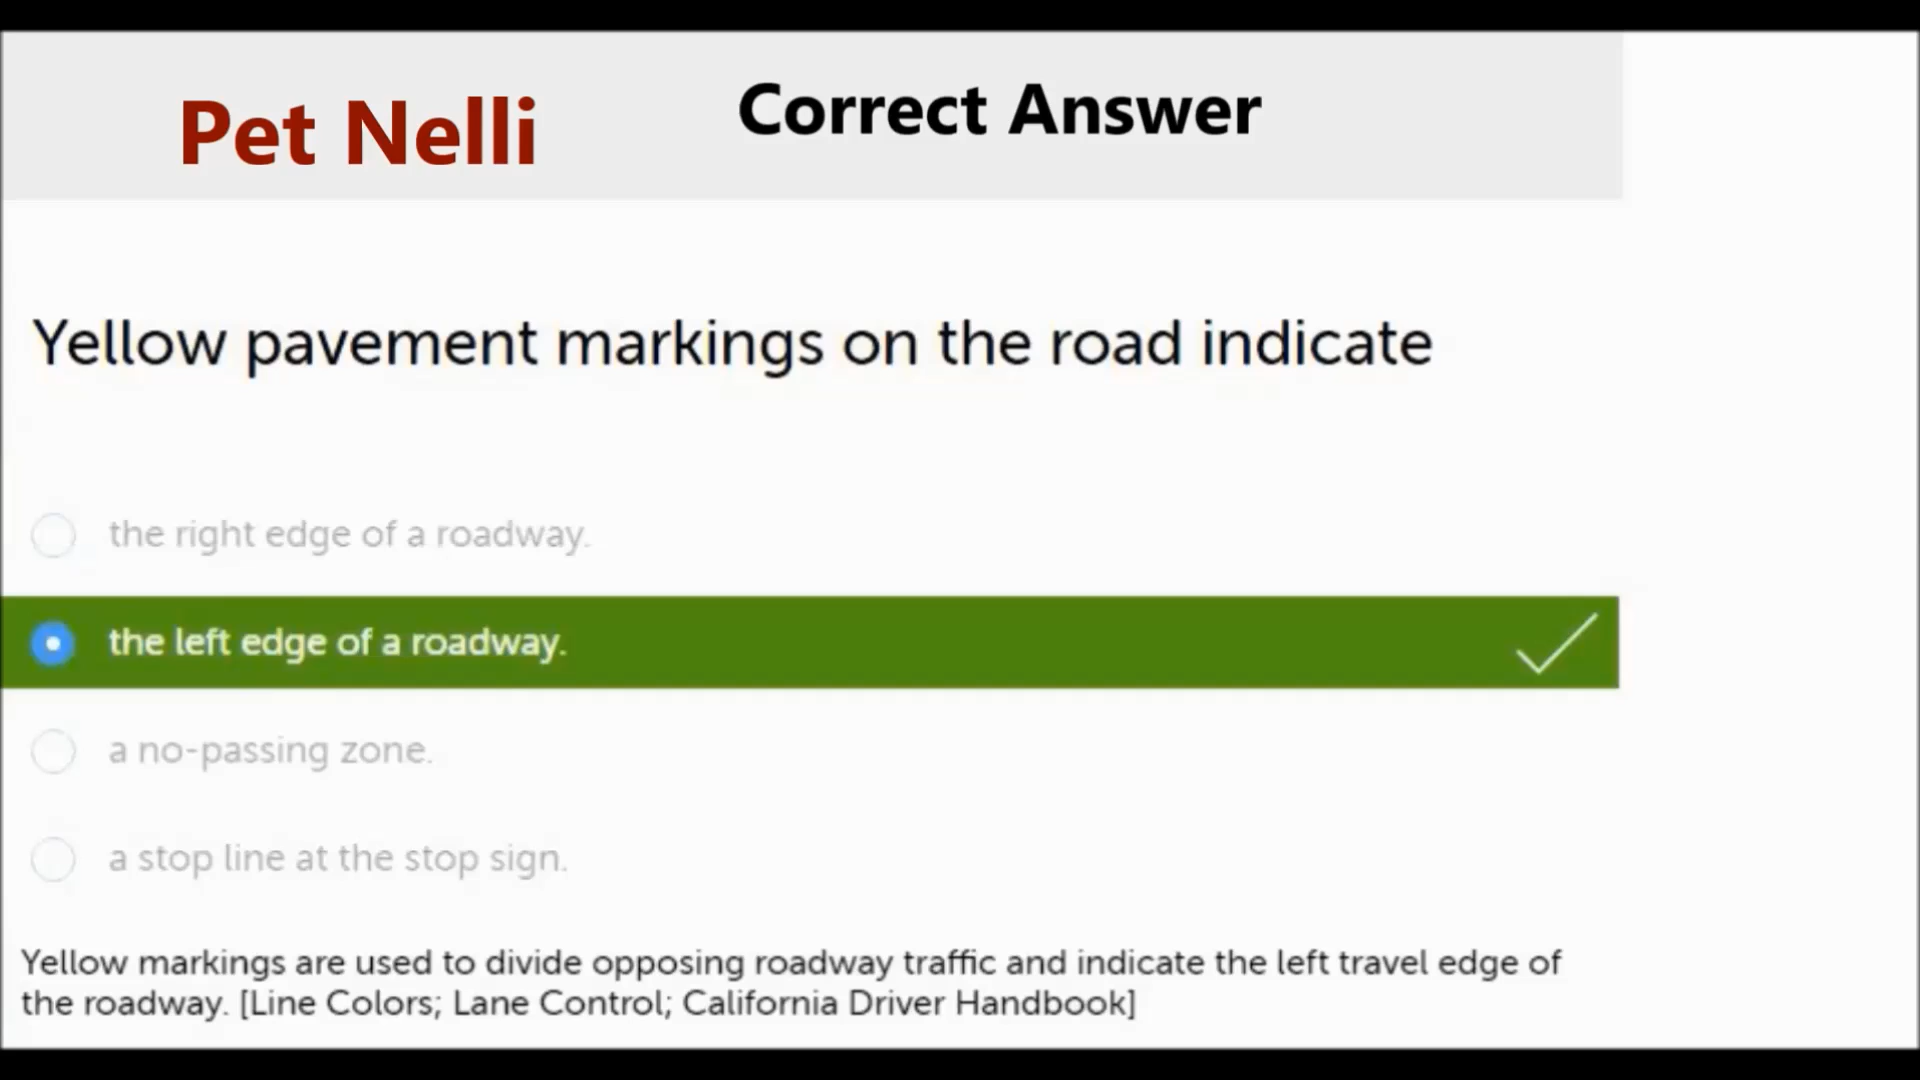 Pet Nelli
Correct Answer
Yellow pavement markings on the road indicate
the right edge of a roadway.
the left edge of a roadway.
a no-passing zone.
a stop line at the stop sign.
Yellow markings are used to divide opposing roadway traffic and indicate the left travel edge of
the roadway. [Line Colors; Lane Control; California Driver Handbook]